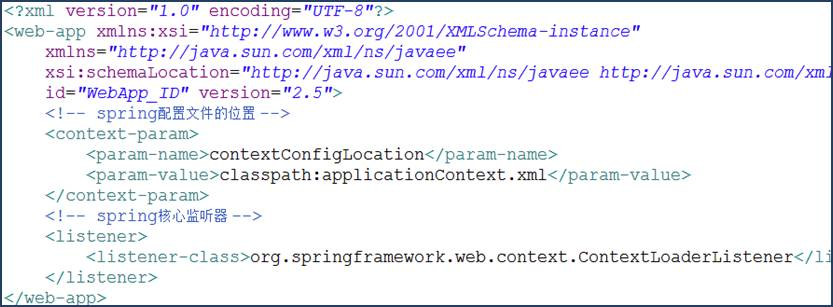 <?xml version="1.0" encoding="UTF-8"?>
<web-app xmlns:xsi="http://www.w3.org/2001/XMLSchema-instance"
xmlns="http://java.sun.com/xml/ns/javaee"
xsi:schemaLocation="http://java.sun.com/xml/ns/javaee http://java.sun.com/xml
id="WebApp_ID" version="2.5">
<!-- spring配置文件的位置 -->
<context-param>
<param-name>contextConfigLocation</param-name>
<param-value>classpath:applicationContext.xml</param-value>
</context-param>
<!-- spring核心监听器 -->
<listener>
<listener-class>org.springframework.web.context.ContextLoaderListener</li
</listener>
</web-app>